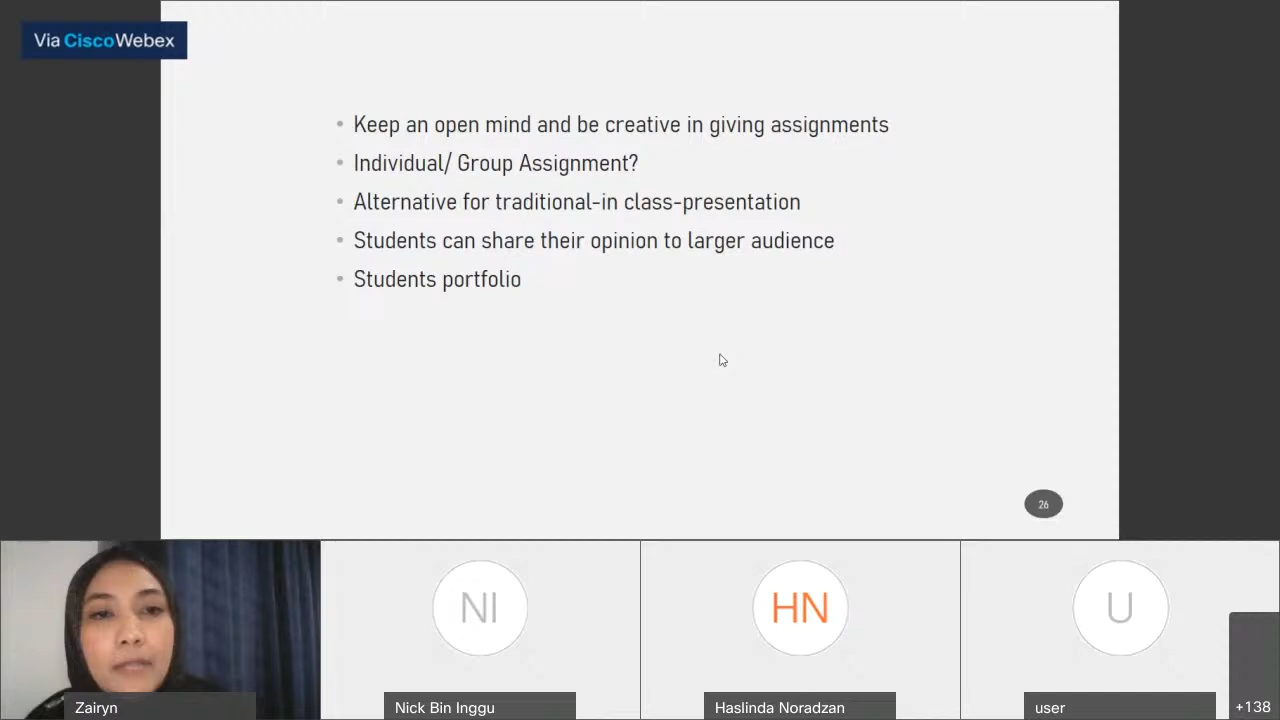 Via CiscoWebex
• Keep an open mind and be creative in giving assignments
• Individual/ Group Assignment?
• Alternative for traditional-in class-presentation
• Students can share their opinion to larger audience
• Students portfolio
26
NI
HN
U
Zairyn
Nick Bin Inggu
Haslinda Noradzan
user
+138